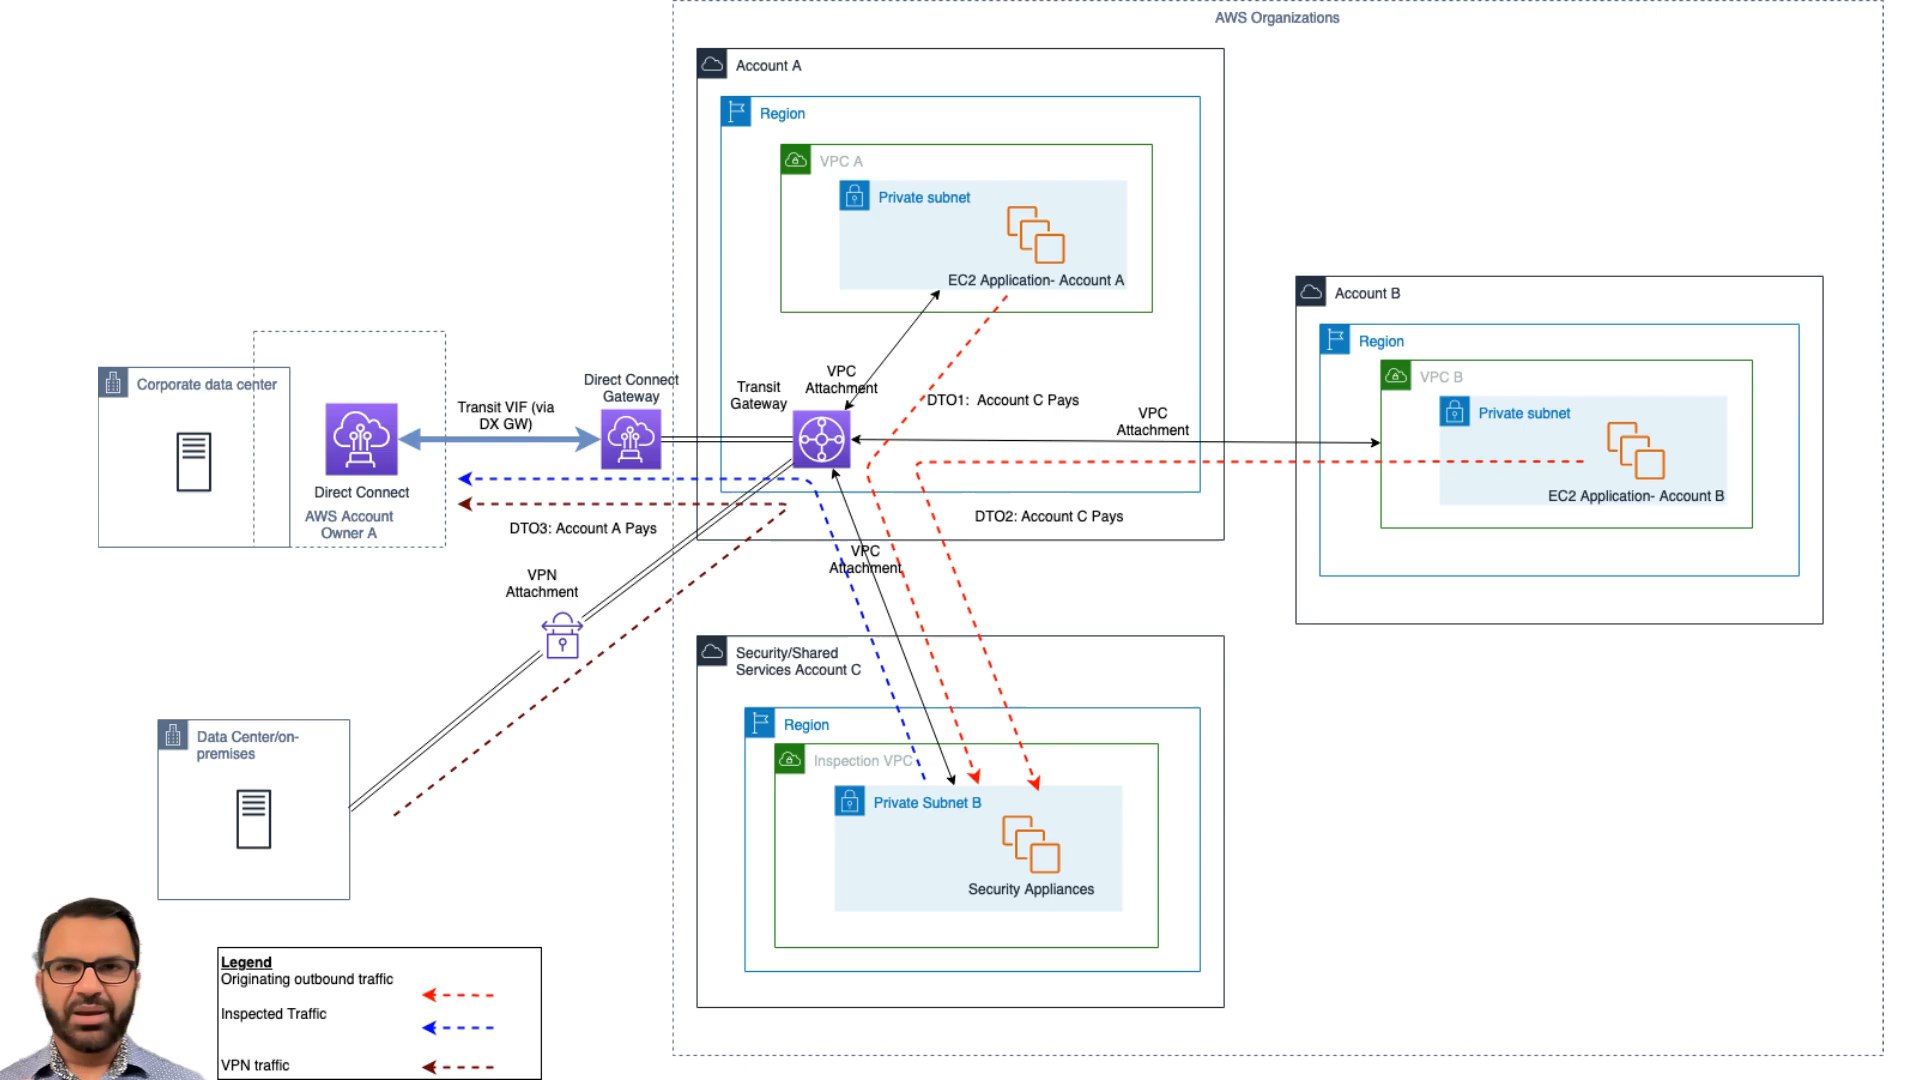 AWS Organizations
Account A
Region
VPC A
Private subnet
EC2 Application- Account A
Account B
Region
VPC B
Private subnet
EC2 Application- Account B
Corporate data center
Direct Connect
AWS Account
Owner A
Transit VIF (via
DX GW)
Direct Connect
Gateway
Transit
Gateway
VPC
Attachment
DTO1:  Account C Pays
VPC
Attachment
DTO2: Account C Pays
DTO3: Account A Pays
VPC
Attachment
VPN
Attachment
Security/Shared
Services Account C
Region
Inspection VPC
Private Subnet B
Security Appliances
Data Center/on-
premises
Legend
Originating outbound traffic
Inspected Traffic
VPN traffic